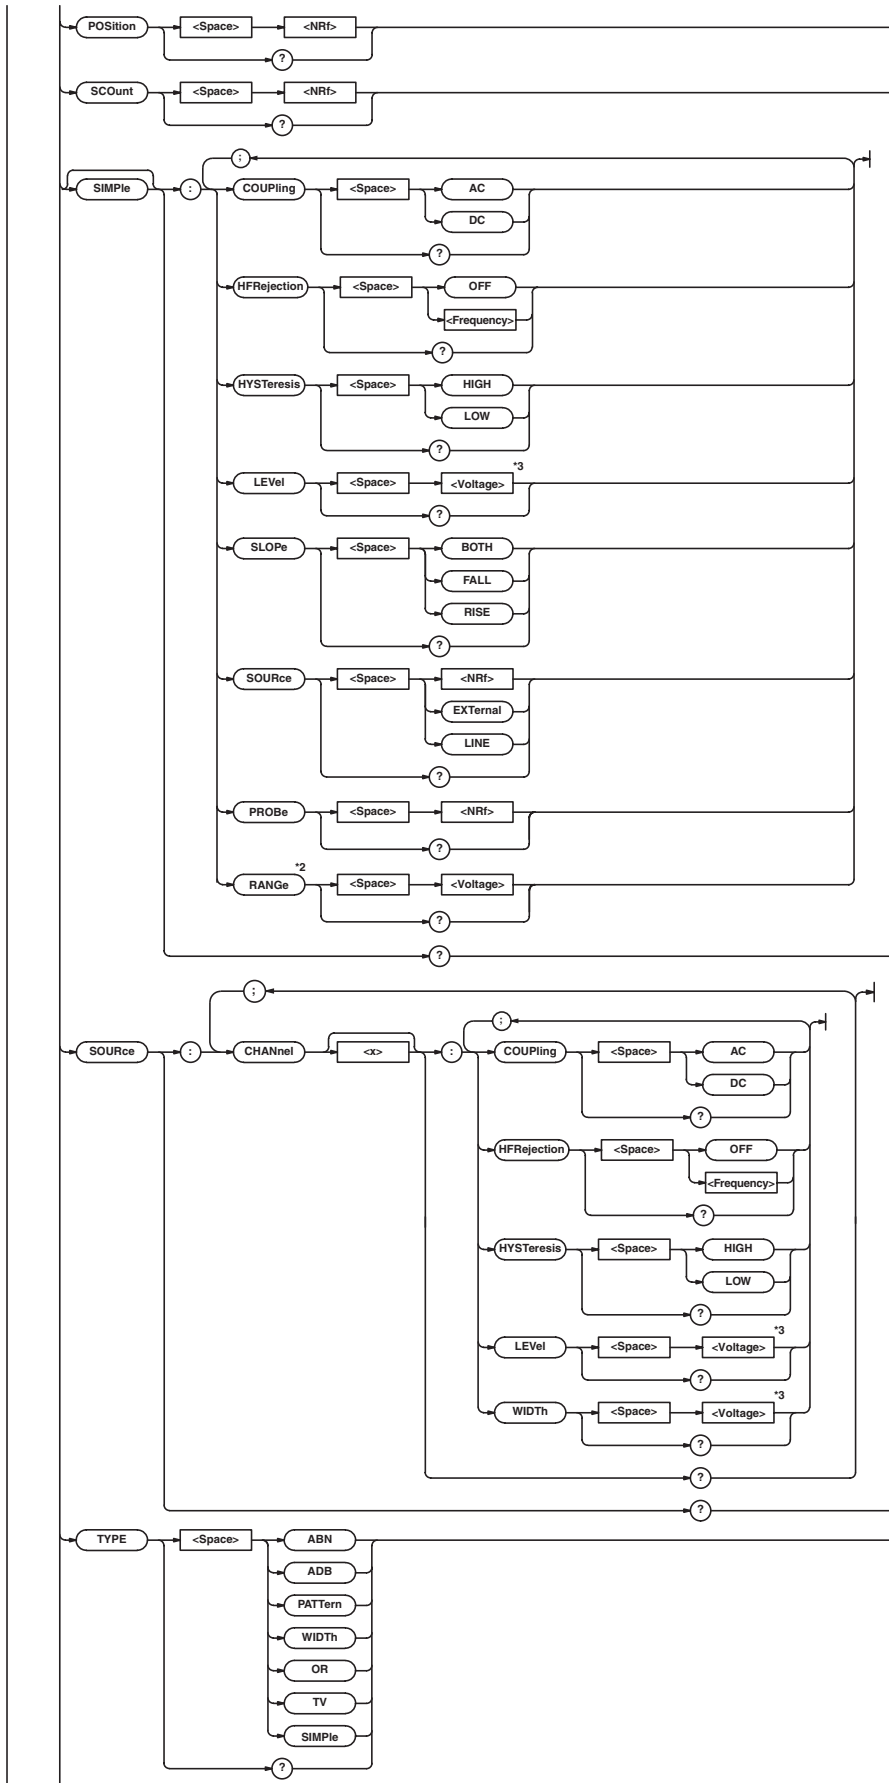 POSition <Space> <NRf>
?
SCOunt <Space> <NRf>
?
;
SIMPle : COUPling <Space> AC
DC
?
HFRejection <Space> OFF
<Frequency>
?
HYSTeresis <Space> HIGH
LOW
?
LEVel <Space> <Voltage> *3
?
SLOPe <Space> BOTH
FALL
RISE
?
SOURce <Space> <NRf>
EXTernal
LINE
?
PROBe <Space> <NRf>
?
RANGe *2 <Space> <Voltage>
?
?
;
;
SOURce : CHANnel <x> : COUPling <Space> AC
DC
?
HFRejection <Space> OFF
<Frequency>
?
HYSTeresis <Space> HIGH
LOW
?
LEVel <Space> <Voltage> *3
?
WIDTh <Space> <Voltage> *3
?
?
?
TYPE <Space> ABN
ADB
PATTern
WIDTh
OR
TV
SIMPle
?